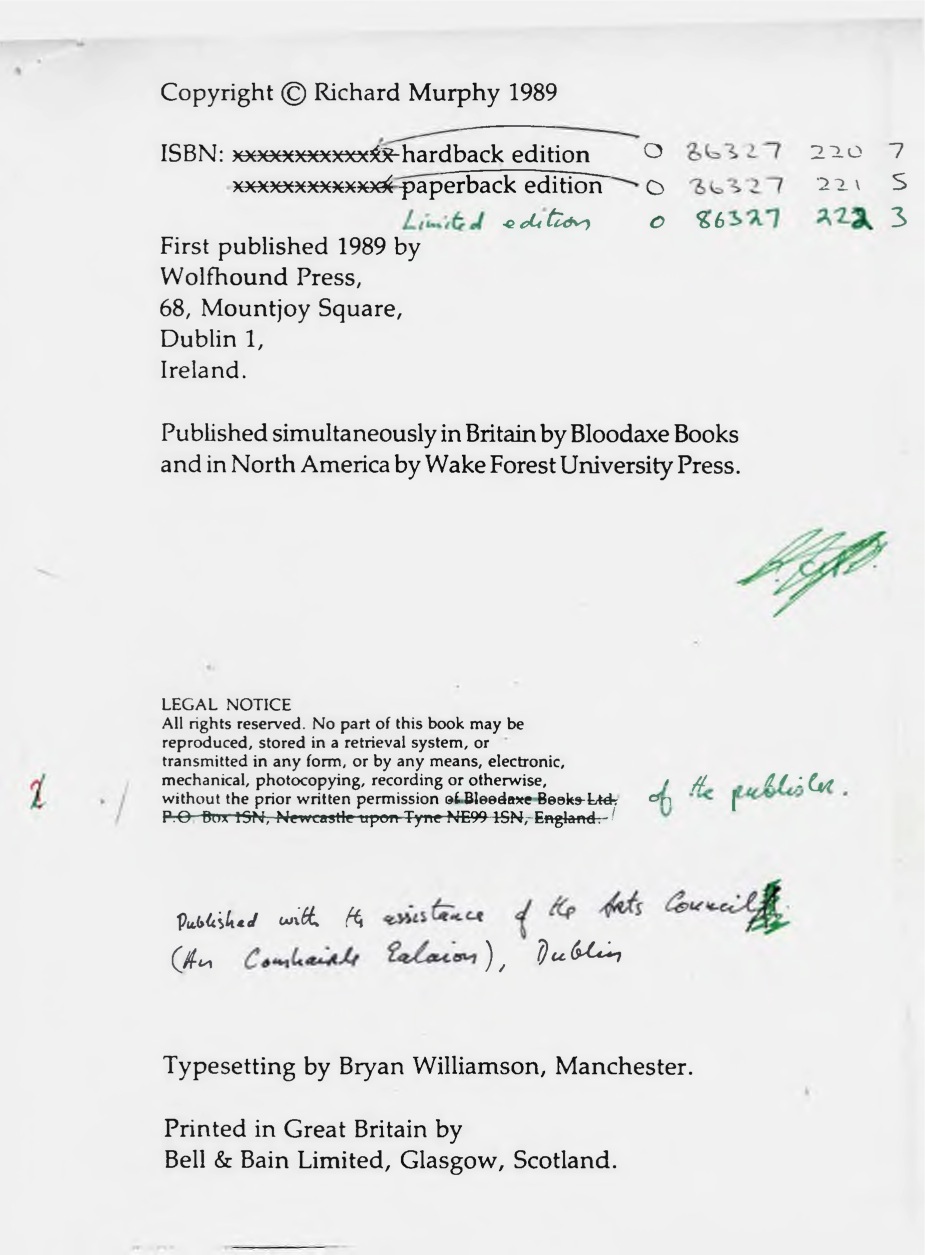 Copyright © Richard Murphy 1989
ISBN: xxxxxxxxxxxxx hardback edition 0 86327 220 7
xxxxxxxxxxxxx paperback edition 0 86327 221 5
Limited edition 0 86327 222 3
First published 1989 by
Wolfhound Press,
68, Mountjoy Square,
Dublin 1,
Ireland.
Published simultaneously in Britain by Bloodaxe Books
and in North America by Wake Forest University Press.
LEGAL NOTICE
All rights reserved. No part of this book may be
reproduced, stored in a retrieval system, or
transmitted in any form, or by any means, electronic,
mechanical, photocopying, recording or otherwise,
without the prior written permission of Bloodaxe Books Ltd, of the publisher.
P.O. Box 1SN, Newcastle upon Tyne NE99 1SN, England.
Published with the assistance of the Arts Council
(An Comhairle Ealaion), Dublin
Typesetting by Bryan Williamson, Manchester.
Printed in Great Britain by
Bell & Bain Limited, Glasgow, Scotland.